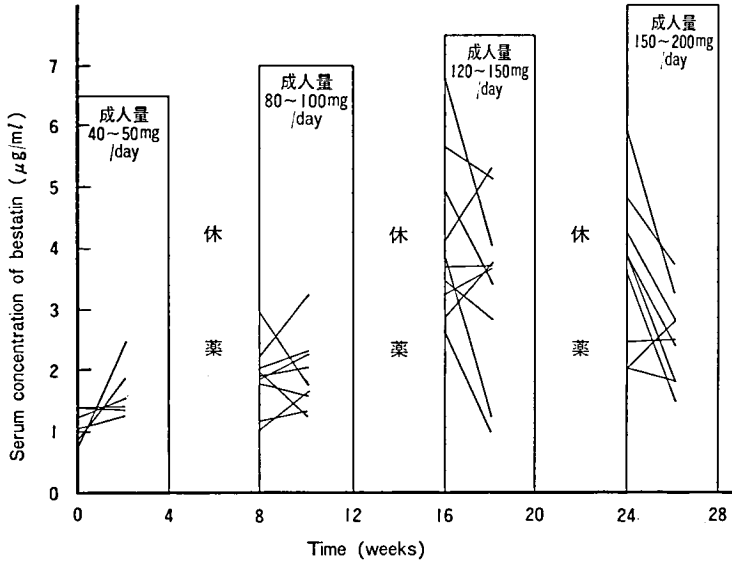 Serum concentration of bestatin (μg/ml)
7
6
5
4
3
2
1
0
成人量
40~50mg
/day
休
薬
成人量
80~100mg
/day
休
薬
成人量
120~150mg
/day
休
薬
成人量
150~200mg
/day
0 4 8 12 16 20 24 28
Time (weeks)